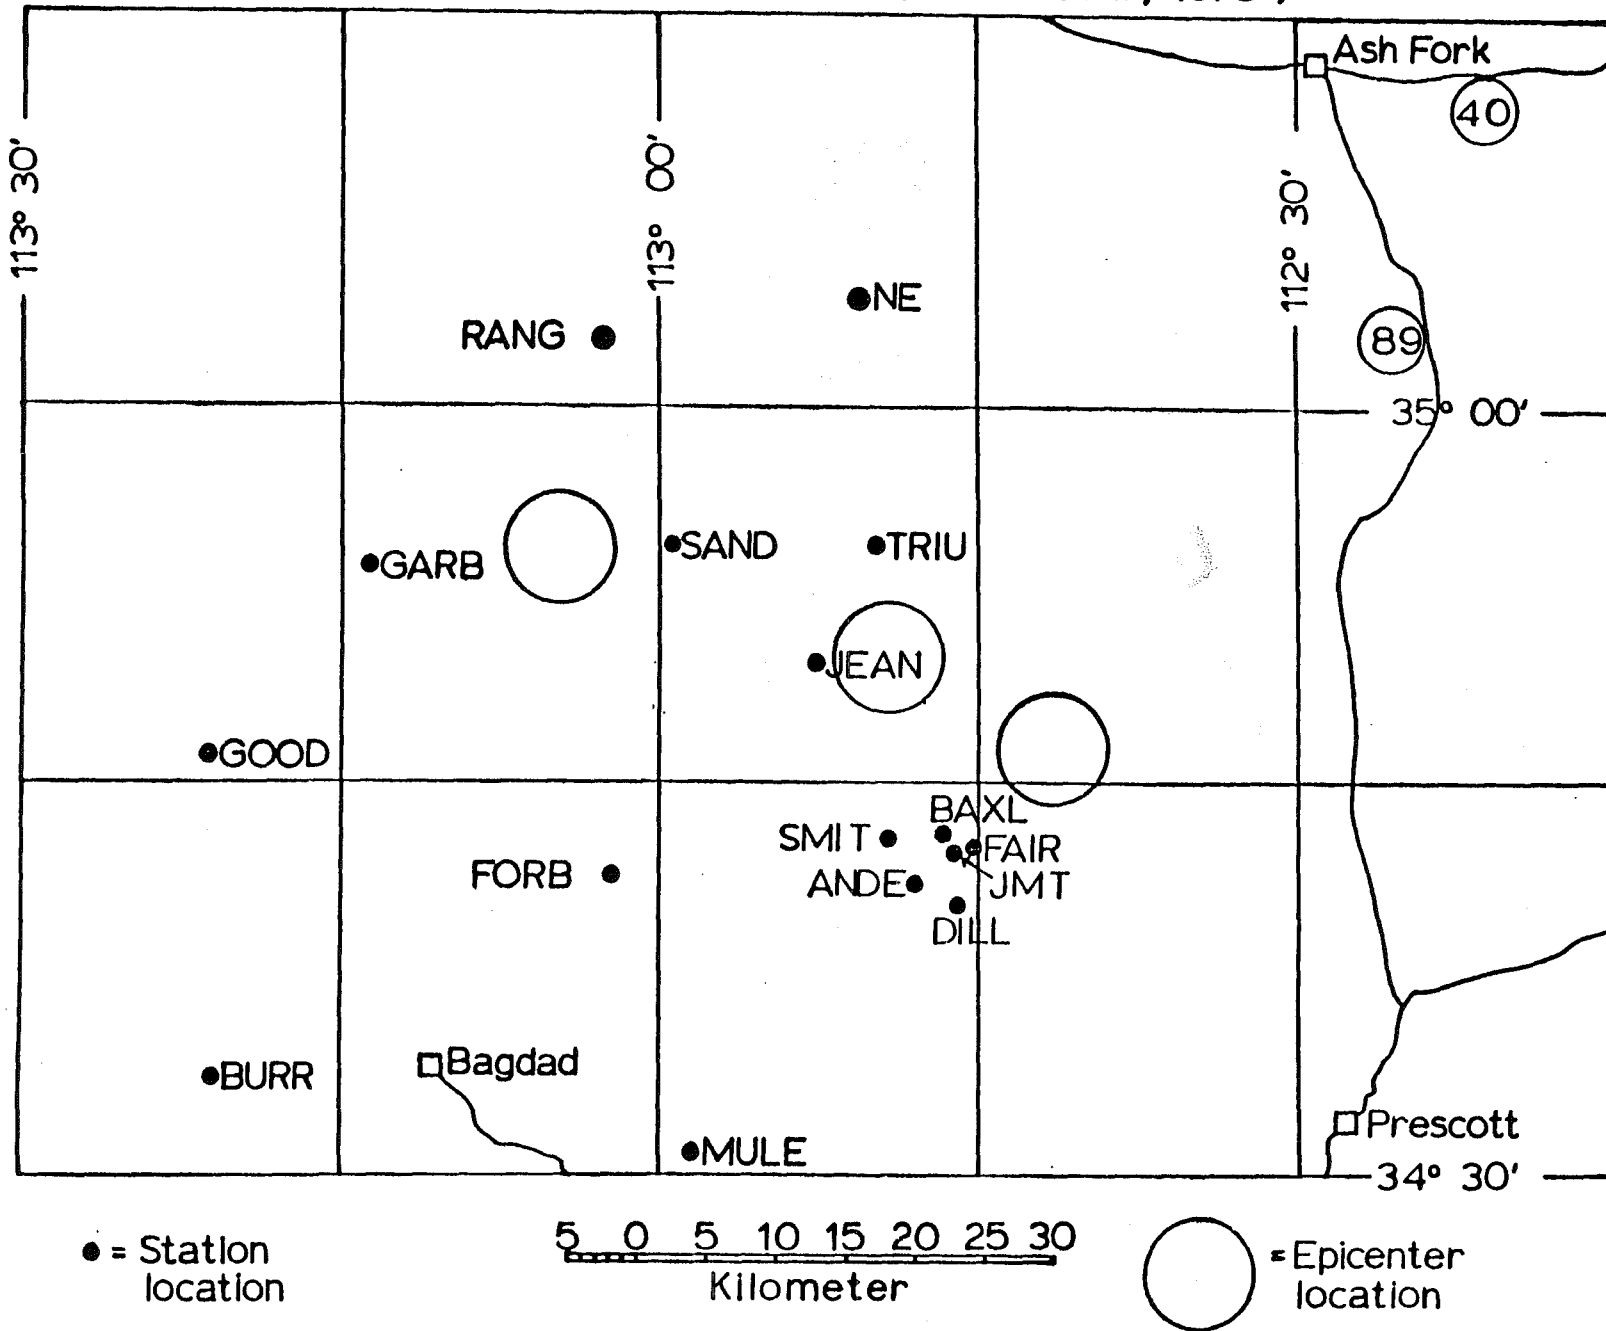 Ash Fork
40
113° 30'
113° 00'
112° 30'
NE
RANG
89
35° 00'
SAND
TRIU
GARB
JEAN
GOOD
BAXL
SMIT
FAIR
FORB
ANDE
JMT
DILL
Bagdad
BURR
Prescott
MULE
34° 30'
5 0 5 10 15 20 25 30
Kilometer
= Station
location
= Epicenter
location